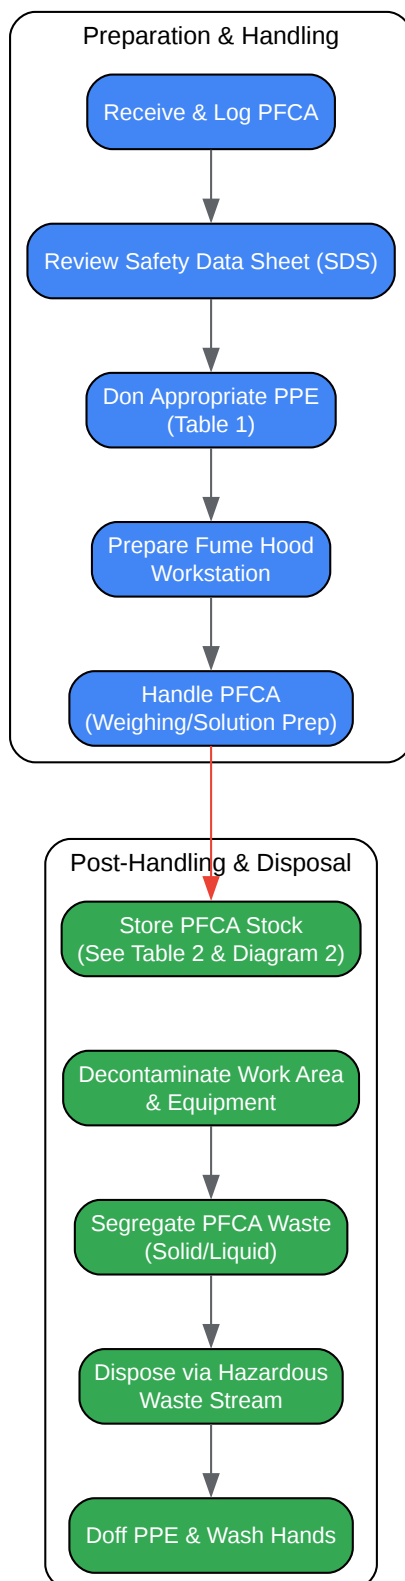 Preparation & Handling
Receive & Log PFCA
Review Safety Data Sheet (SDS)
Don Appropriate PPE
(Table 1)
Prepare Fume Hood
Workstation
Handle PFCA
(Weighing/Solution Prep)
Post-Handling & Disposal
Store PFCA Stock
(See Table 2 & Diagram 2)
Decontaminate Work Area
& Equipment
Segregate PFCA Waste
(Solid/Liquid)
Dispose via Hazardous
Waste Stream
Doff PPE & Wash Hands